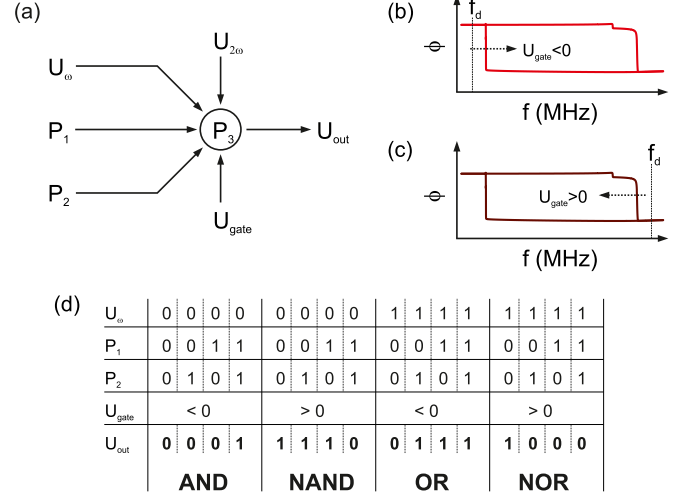 (a)
U2ω
Uω
P1
P3
Uout
P2
Ugate
(b)
fd
ϕ
Ugate<0
f (MHz)
(c)
fd
ϕ
Ugate>0
f (MHz)
(d)
Uω 0 0 0 0 0 0 0 0 1 1 1 1 1 1 1 1
P1 0 0 1 1 0 0 1 1 0 0 1 1 0 0 1 1
P2 0 1 0 1 0 1 0 1 0 1 0 1 0 1 0 1
Ugate < 0 > 0 < 0 > 0
Uout 0 0 0 1 1 1 1 0 0 1 1 1 1 0 0 0
AND NAND OR NOR